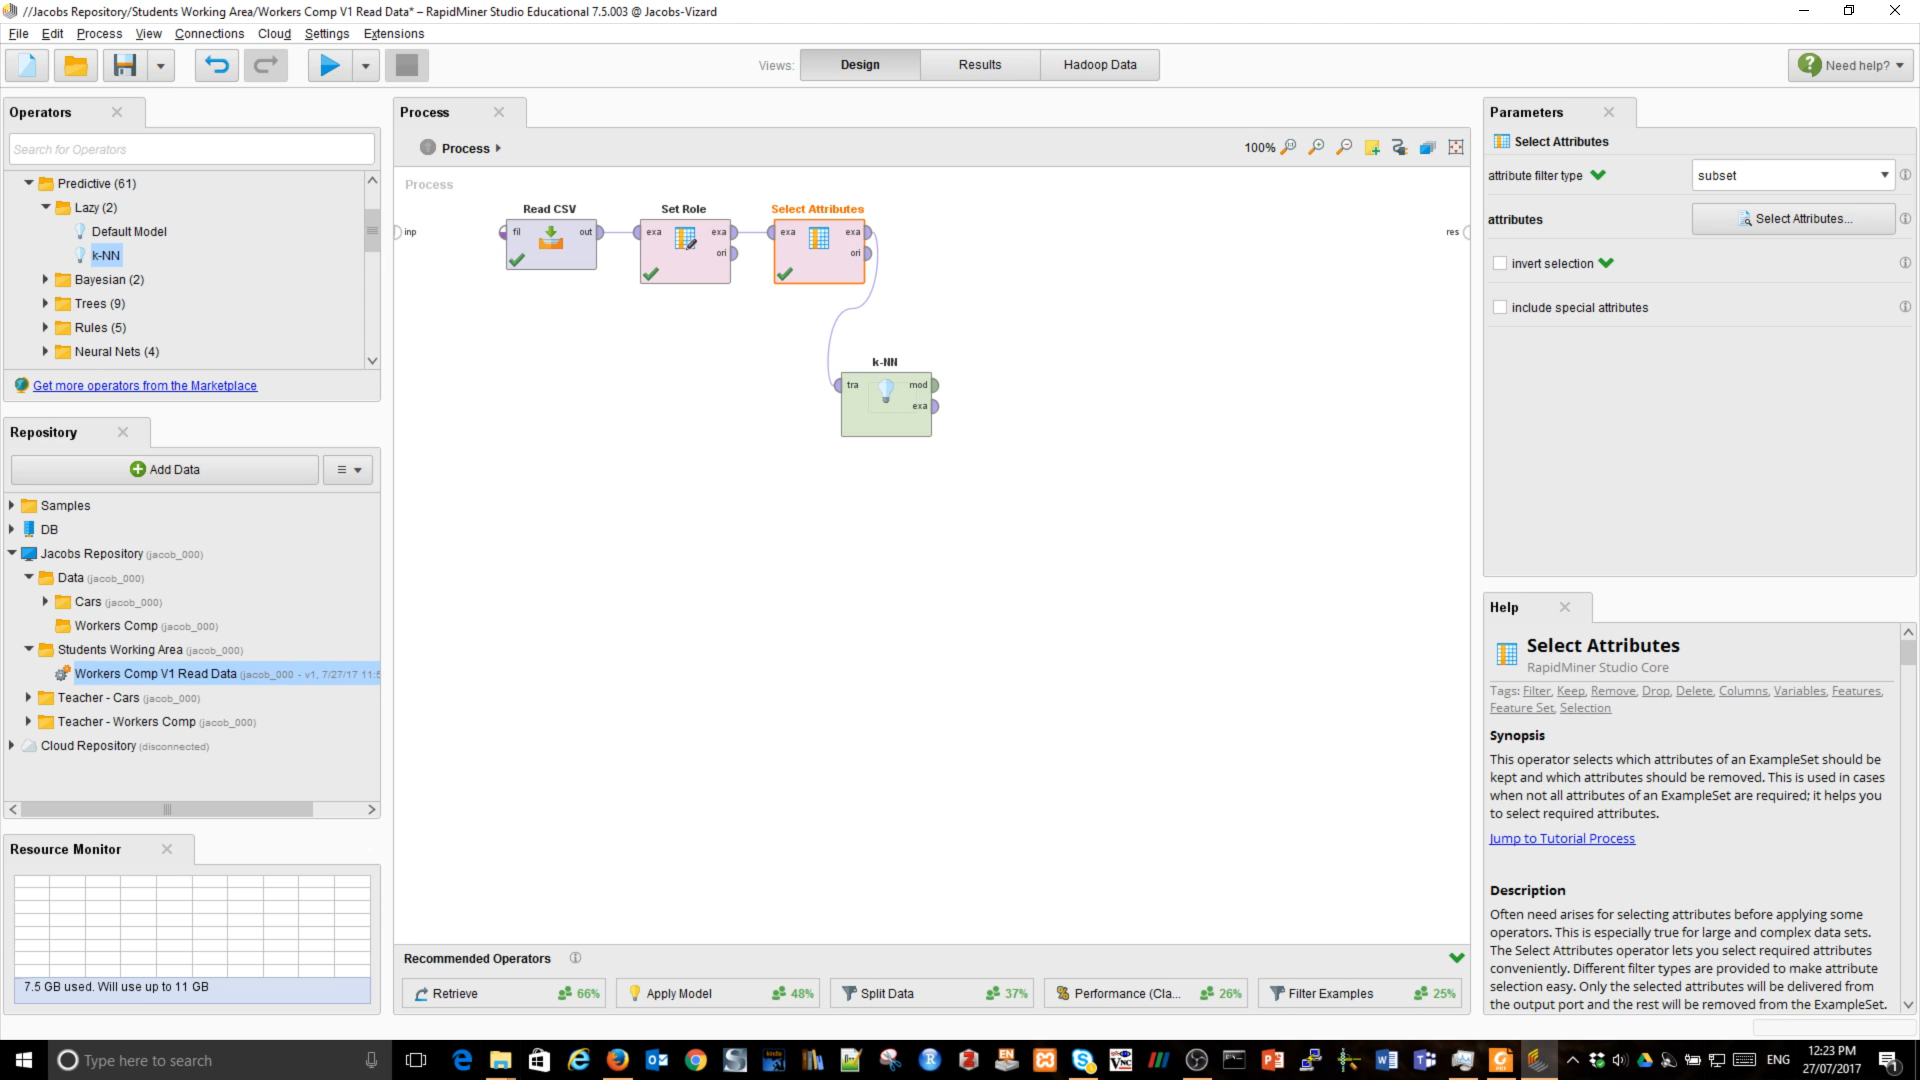 //Jacobs Repository/Students Working Area/Workers Comp V1 Read Data* – RapidMiner Studio Educational 7.5.003 @ Jacobs-Vizard
File Edit Process View Connections Cloud Settings Extensions
Views: Design Results Hadoop Data
Need help?
Operators
Search for Operators
Predictive (61)
Lazy (2)
Default Model
k-NN
Bayesian (2)
Trees (9)
Rules (5)
Neural Nets (4)
Get more operators from the Marketplace
Repository
Add Data
Samples
DB
Jacobs Repository (jacob_000)
Data (jacob_000)
Cars (jacob_000)
Workers Comp (jacob_000)
Students Working Area (jacob_000)
Workers Comp V1 Read Data (jacob_000 - v1, 7/27/17 11:5
Teacher - Cars (jacob_000)
Teacher - Workers Comp (jacob_000)
Cloud Repository (disconnected)
Resource Monitor
7.5 GB used. Will use up to 11 GB
Process
Process
100%
Process
Read CSV Set Role Select Attributes
inp fil out exa exa exa exa res
ori ori
k-NN
tra mod
exa
Recommended Operators
Retrieve 66% Apply Model 48% Split Data 37% Performance (Cla... 26% Filter Examples 25%
Parameters
Select Attributes
attribute filter type subset
attributes Select Attributes...
invert selection
include special attributes
Help
Select Attributes
RapidMiner Studio Core
Tags: Filter, Keep, Remove, Drop, Delete, Columns, Variables, Features,
Feature Set, Selection
Synopsis
This operator selects which attributes of an ExampleSet should be
kept and which attributes should be removed. This is used in cases
when not all attributes of an ExampleSet are required; it helps you
to select required attributes.
Jump to Tutorial Process
Description
Often need arises for selecting attributes before applying some
operators. This is especially true for large and complex data sets.
The Select Attributes operator lets you select required attributes
conveniently. Different filter types are provided to make attribute
selection easy. Only the selected attributes will be delivered from
the output port and the rest will be removed from the ExampleSet.
Type here to search
ENG
12:23 PM
27/07/2017